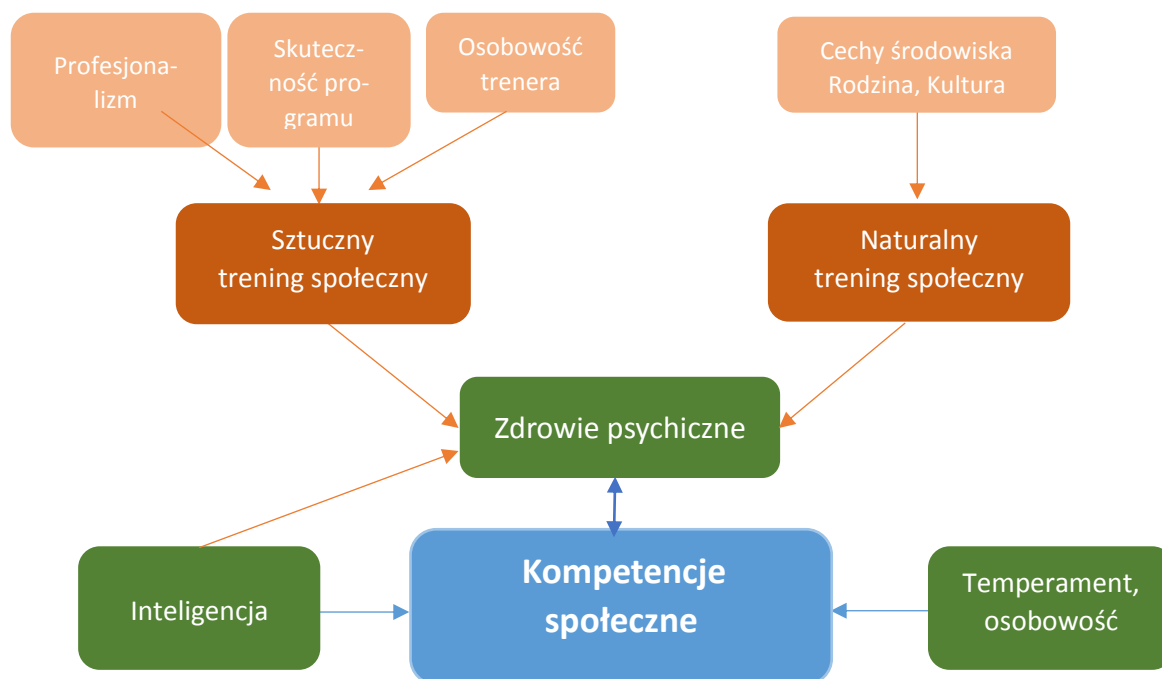 Profesjona-
lizm
Skutecz-
ność pro-
gramu
Osobowość
trenera
Cechy środowiska
Rodzina, Kultura
Sztuczny
trening społeczny
Naturalny
trening społeczny
Zdrowie psychiczne
Inteligencja
Kompetencje
społeczne
Temperament,
osobowość